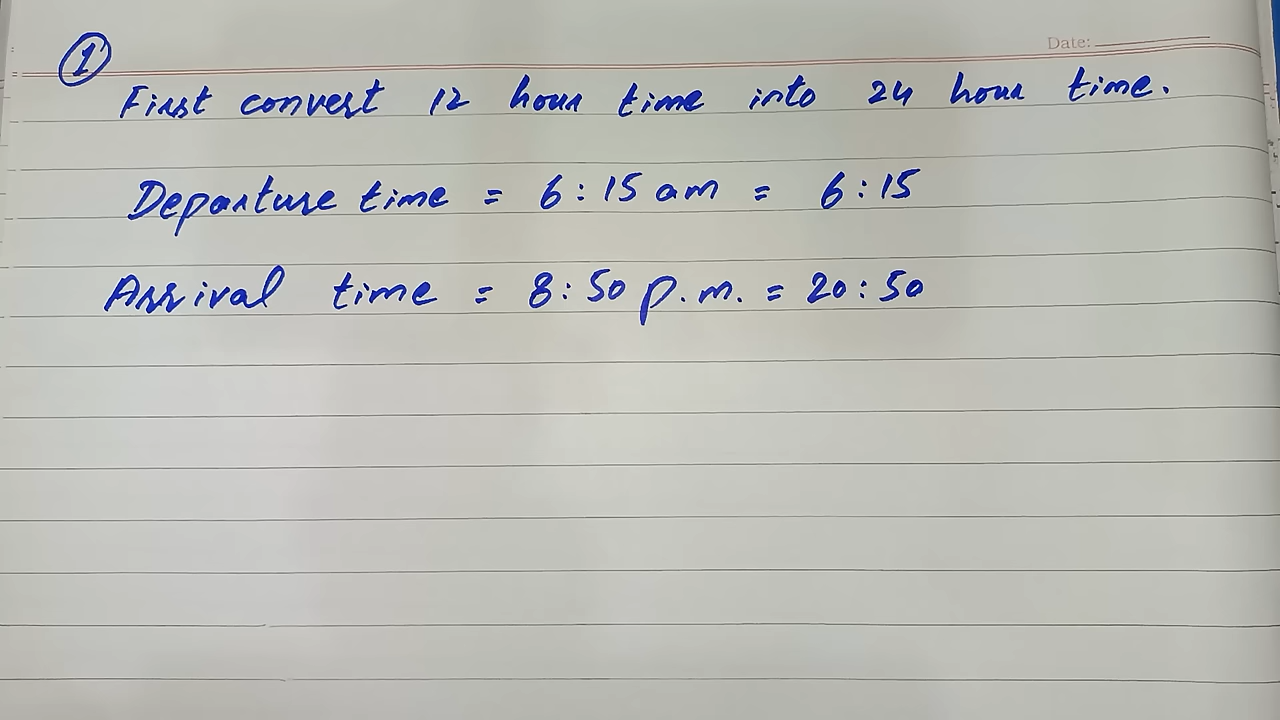 Date:
1
First convert 12 hour time into 24 hour time.
Departure time = 6:15 am = 6:15
Arrival time = 8:50 p.m. = 20:50